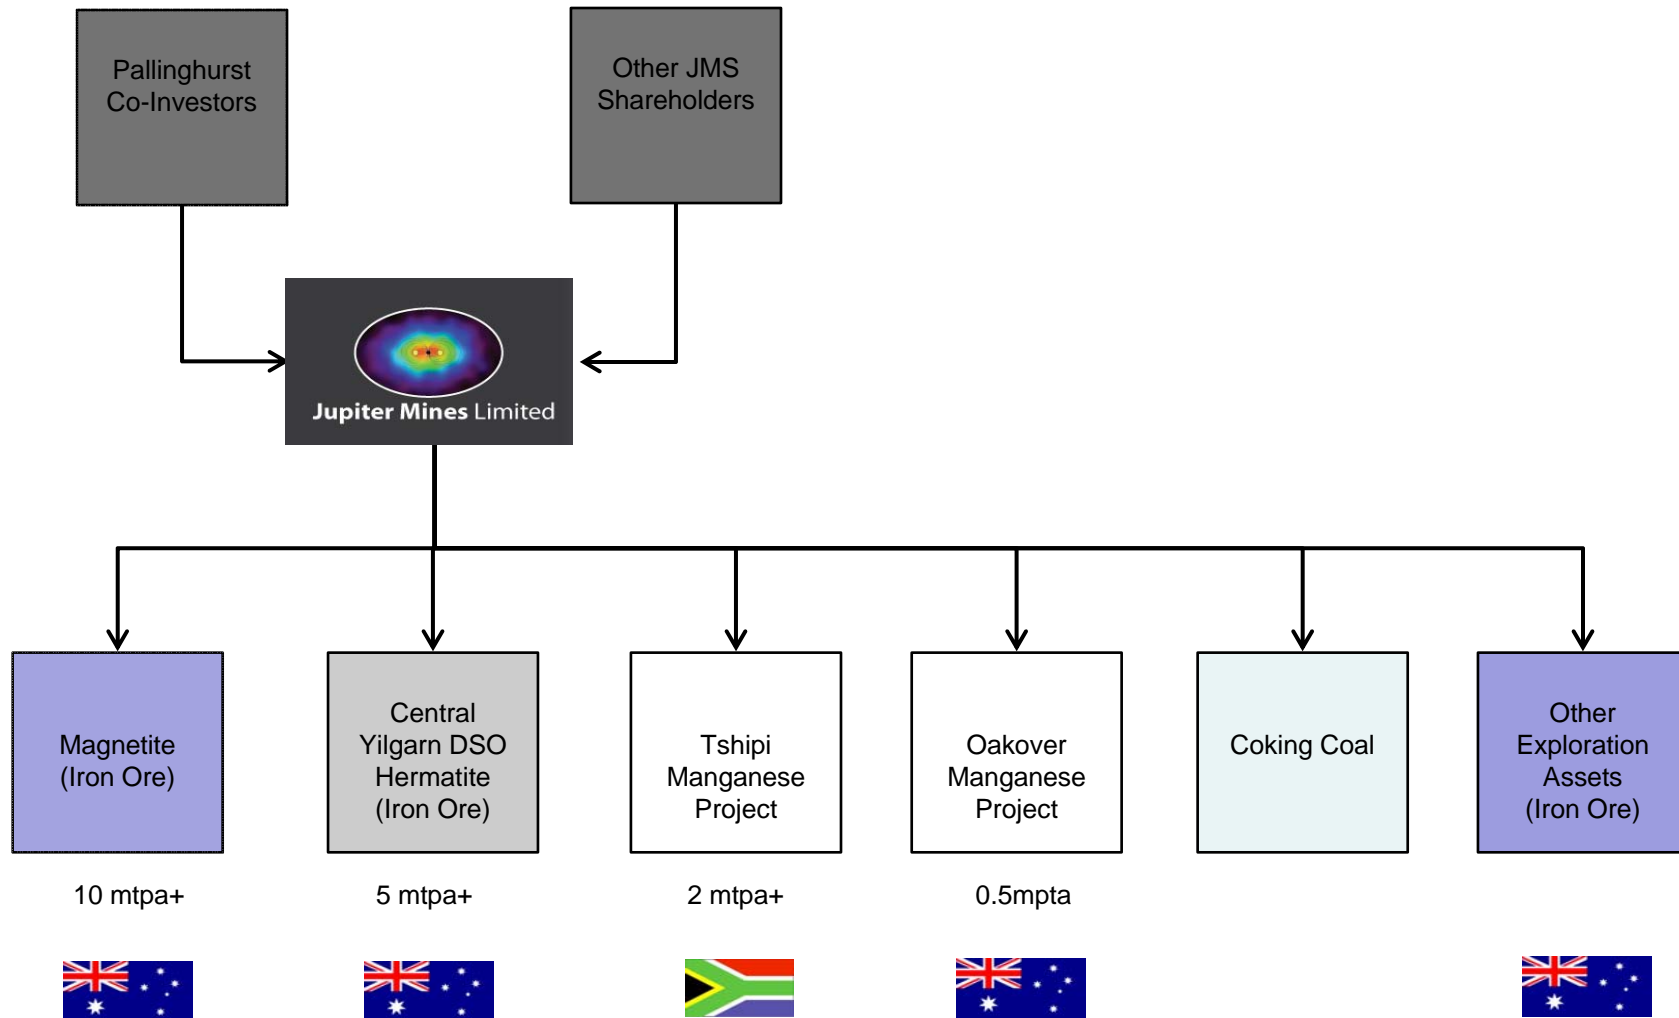 Pallinghurst
Co-Investors
Other JMS
Shareholders
Jupiter Mines Limited
Magnetite
(Iron Ore)
Central
Yilgarn DSO
Hermatite
(Iron Ore)
Tshipi
Manganese
Project
Oakover
Manganese
Project
Coking Coal
Other
Exploration
Assets
(Iron Ore)
10 mtpa+
5 mtpa+
2 mtpa+
0.5mpta